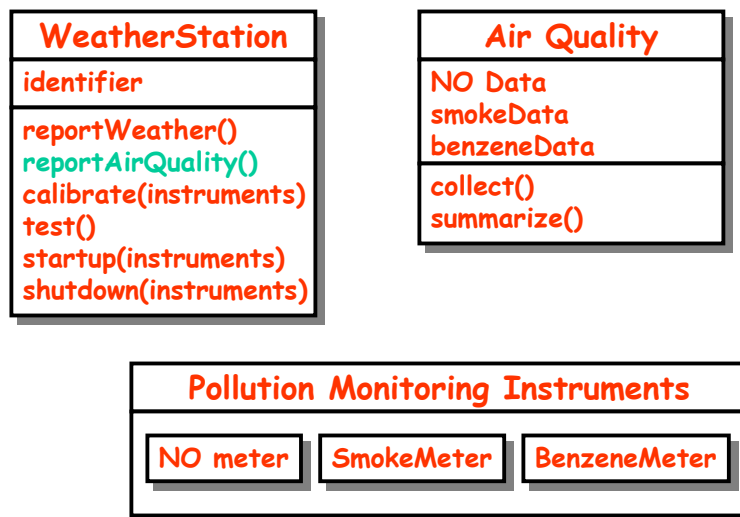 WeatherStation
identifier
reportWeather()
reportAirQuality()
calibrate(instruments)
test()
startup(instruments)
shutdown(instruments)
Air Quality
NO Data
smokeData
benzeneData
collect()
summarize()
Pollution Monitoring Instruments
NO meter
SmokeMeter
BenzeneMeter